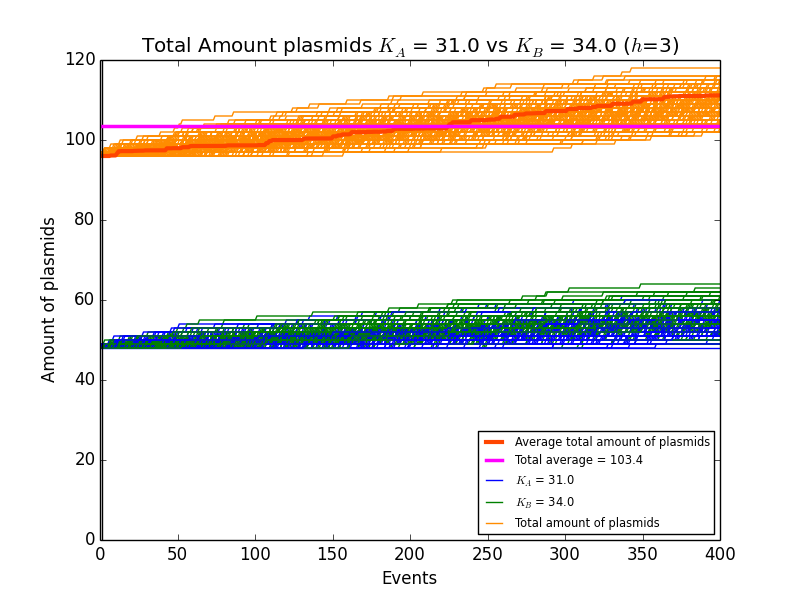 Total Amount plasmids K_A = 31.0 vs K_B = 34.0 (h=3)
120
100
80
60
40
20
0
Amount of plasmids
0 50 100 150 200 250 300 350 400
Events
Average total amount of plasmids
Total average = 103.4
K_A = 31.0
K_B = 34.0
Total amount of plasmids